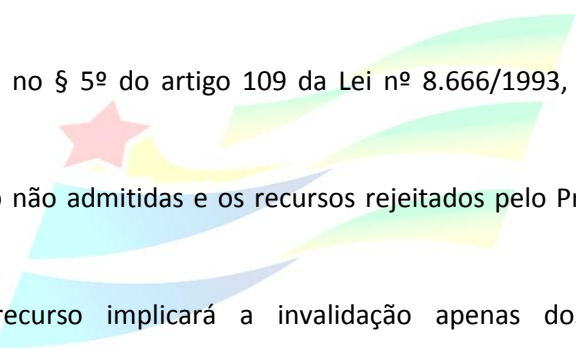 no § 5º do artigo 109 da Lei nº 8.666/1993,
não admitidas e os recursos rejeitados pelo
recurso implicará a invalidação apenas dos